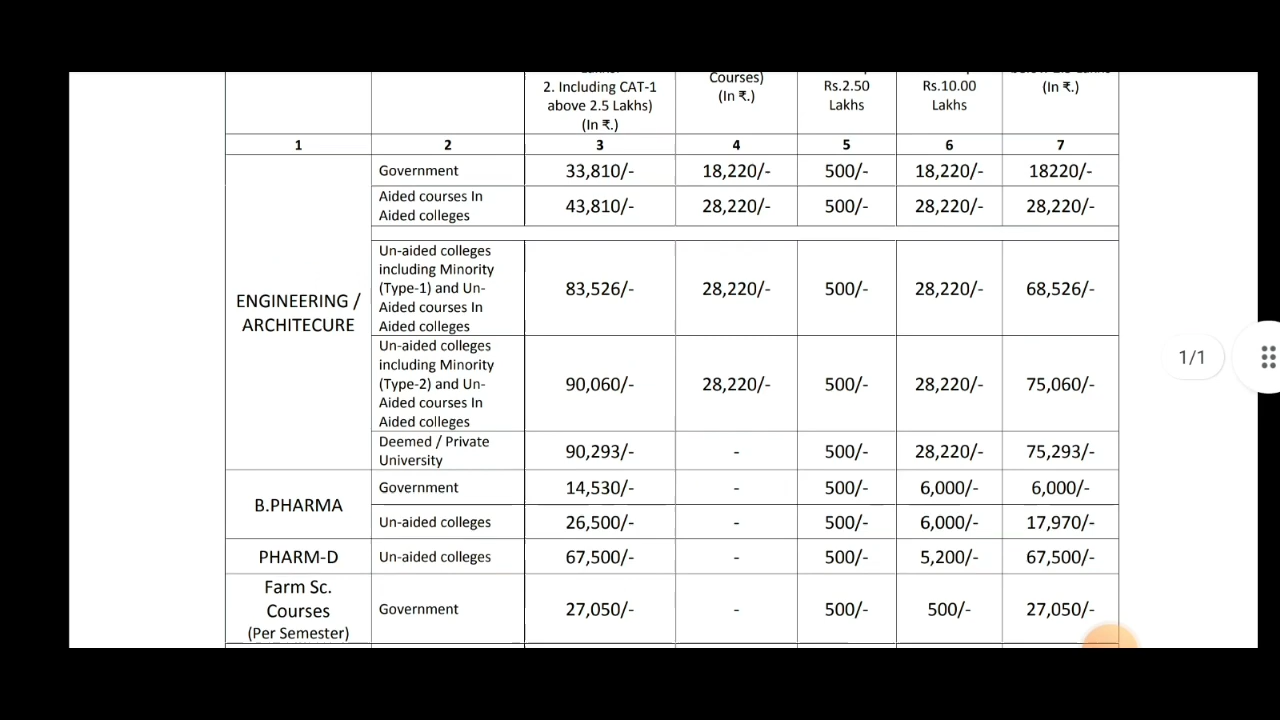 2. Including CAT-1
above 2.5 Lakhs)
(In ₹.)
Courses)
(In ₹.)
Rs.2.50
Lakhs
Rs.10.00
Lakhs
(In ₹.)
1 2 3 4 5 6 7
ENGINEERING /
ARCHITECURE
Government 33,810/- 18,220/- 500/- 18,220/- 18220/-
Aided courses In
Aided colleges
43,810/- 28,220/- 500/- 28,220/- 28,220/-
Un-aided colleges
including Minority
(Type-1) and Un-
Aided courses In
Aided colleges
83,526/- 28,220/- 500/- 28,220/- 68,526/-
Un-aided colleges
including Minority
(Type-2) and Un-
Aided courses In
Aided colleges
90,060/- 28,220/- 500/- 28,220/- 75,060/-
Deemed / Private
University
90,293/- - 500/- 28,220/- 75,293/-
B.PHARMA
Government 14,530/- - 500/- 6,000/- 6,000/-
Un-aided colleges 26,500/- - 500/- 6,000/- 17,970/-
PHARM-D Un-aided colleges 67,500/- - 500/- 5,200/- 67,500/-
Farm Sc.
Courses
(Per Semester)
Government 27,050/- - 500/- 500/- 27,050/-
1/1